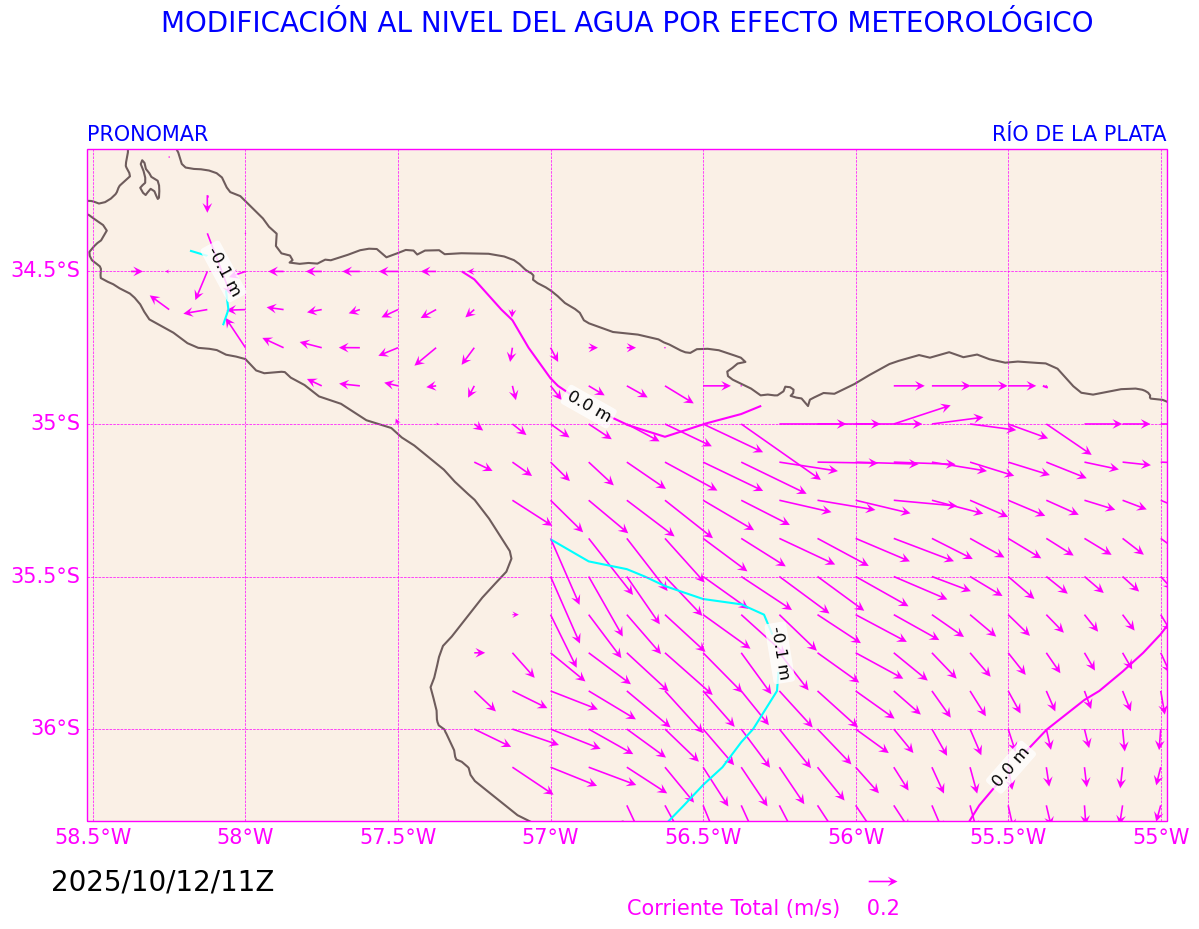 MODIFICACIÓN AL NIVEL DEL AGUA POR EFECTO METEOROLÓGICO
PRONOMAR
RÍO DE LA PLATA
-0.1 m
34.5°S
0.0 m
35°S
35.5°S
-0.1 m
36°S
0.0 m
58.5°W
58°W
57.5°W
57°W
56.5°W
56°W
55.5°W
55°W
2025/10/12/11Z
Corriente Total (m/s)
0.2